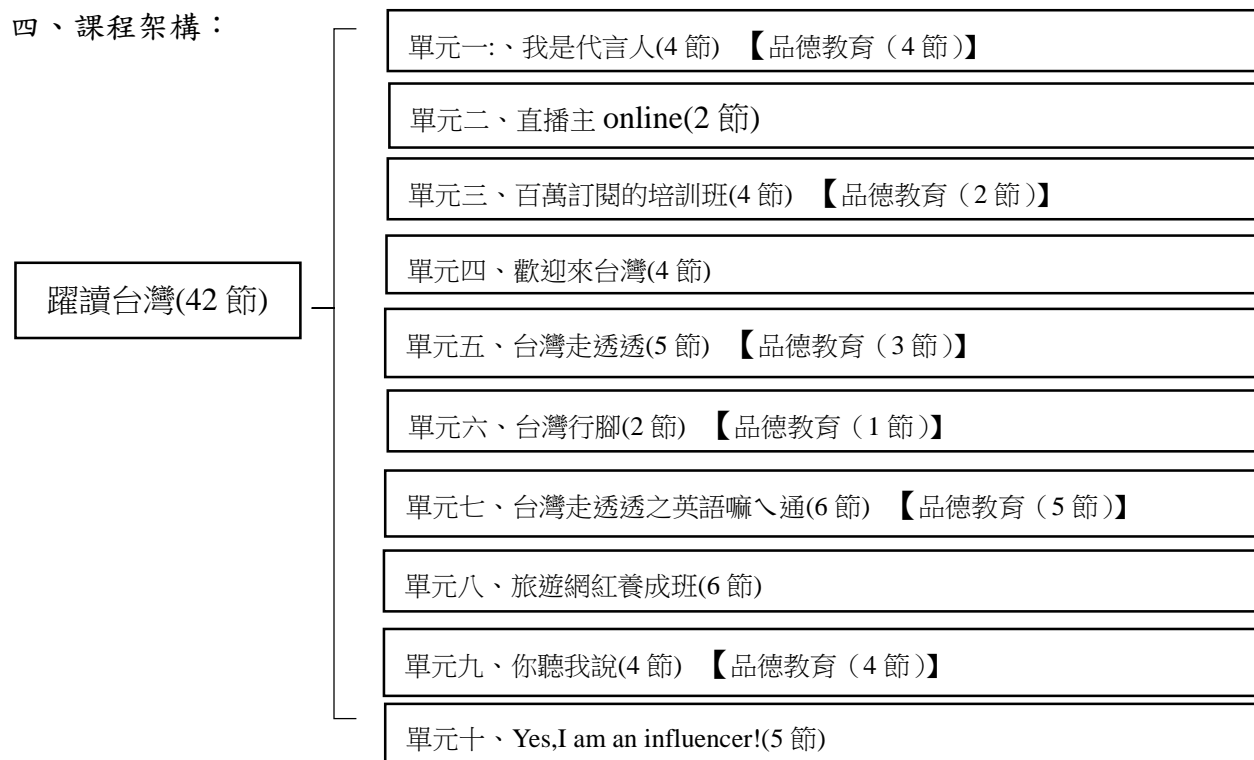 四、課程架構：
單元一:、我是代言人(4 節) 【品德教育（4 節）】
單元二、直播主 online(2 節)
單元三、百萬訂閱的培訓班(4 節) 【品德教育（2 節）】
單元四、歡迎來台灣(4 節)
躍讀台灣(42 節)
單元五、台灣走透透(5 節) 【品德教育（3 節）】
單元六、台灣行腳(2 節) 【品德教育（1 節）】
單元七、台灣走透透之英語嘛ㄟ通(6 節) 【品德教育（5 節）】
單元八、旅遊網紅養成班(6 節)
單元九、你聽我說(4 節) 【品德教育（4 節）】
單元十、Yes,I am an influencer!(5 節)